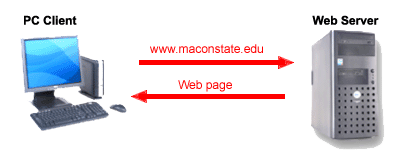 PC Client
Web Server
www.maconstate.edu
Web page